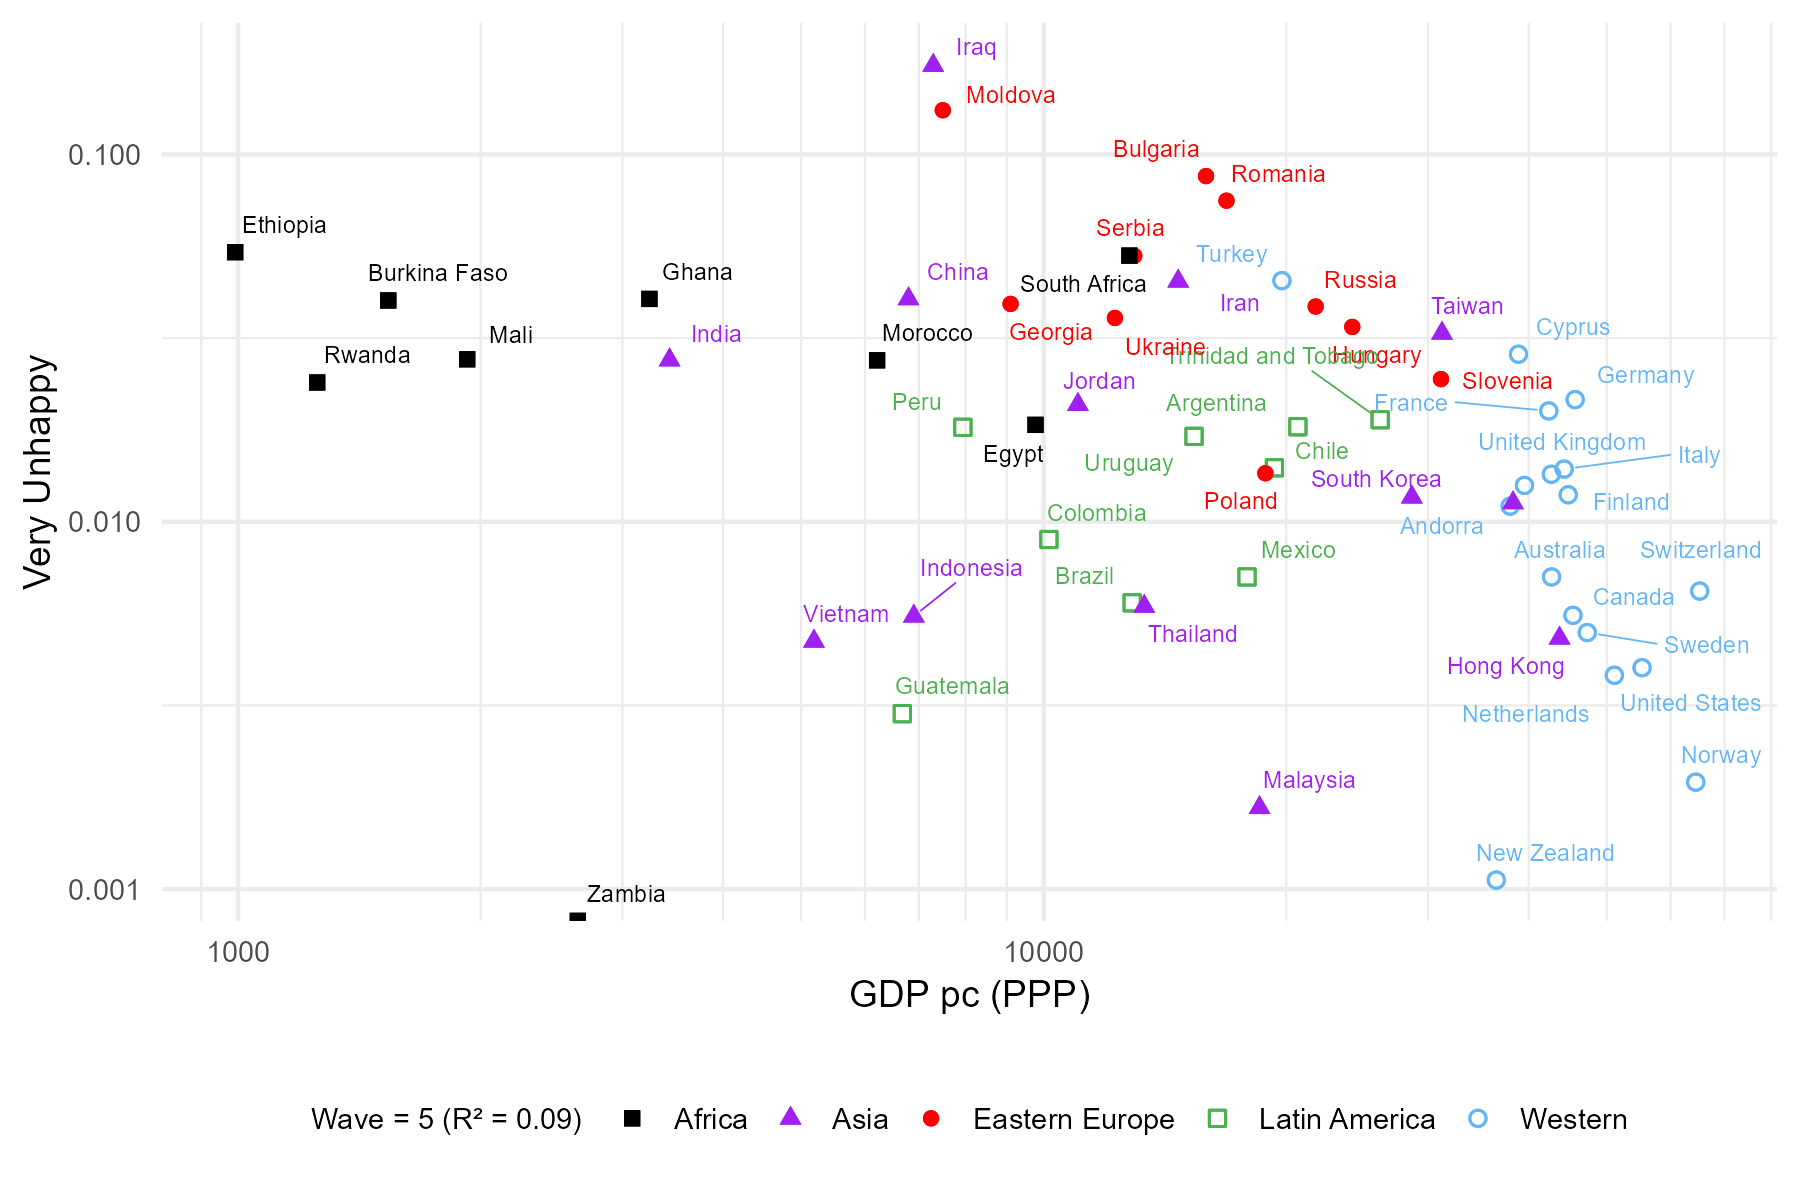 Iraq
Moldova
Bulgaria
0.100
Romania
Ethiopia
Serbia
Turkey
Burkina Faso
Ghana
China
South Africa
Russia
Iran
Taiwan
Mali
India
Morocco
Georgia
Cyprus
Rwanda
Ukraine
Trinidad and Tobago
Hungary
Jordan
Slovenia
Germany
Peru
Argentina
France
Egypt
Uruguay
Chile
United Kingdom
Italy
South Korea
Poland
Finland
0.010
Colombia
Andorra
Indonesia
Brazil
Mexico
Australia
Switzerland
Vietnam
Thailand
Canada
Sweden
Hong Kong
Guatemala
Netherlands
United States
Norway
Malaysia
New Zealand
0.001
Zambia
Very Unhappy
1000
10000
GDP pc (PPP)
Wave = 5 (R² = 0.09) Africa Asia Eastern Europe Latin America Western